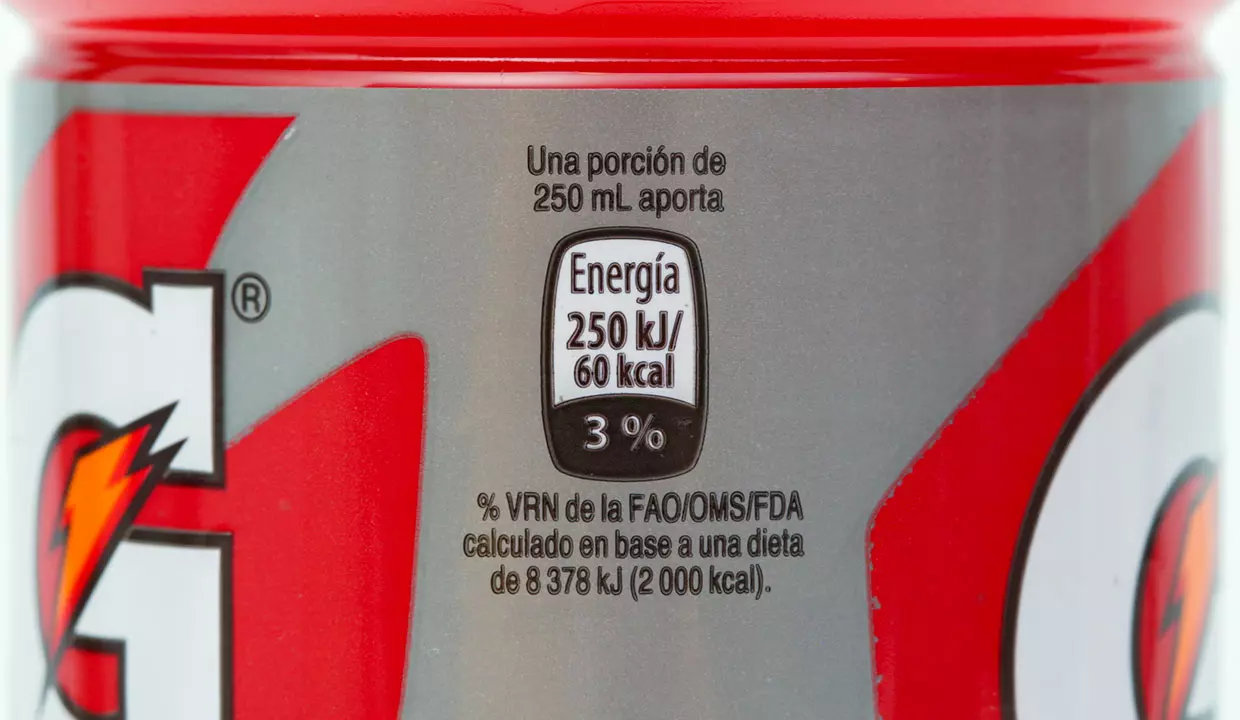 Una porción de
250 mL aporta
G®
Energía
250 kJ/
60 kcal
3 %
% VRN de la FAO/OMS/FDA
calculado en base a una dieta
de 8 378 kJ (2 000 kcal).